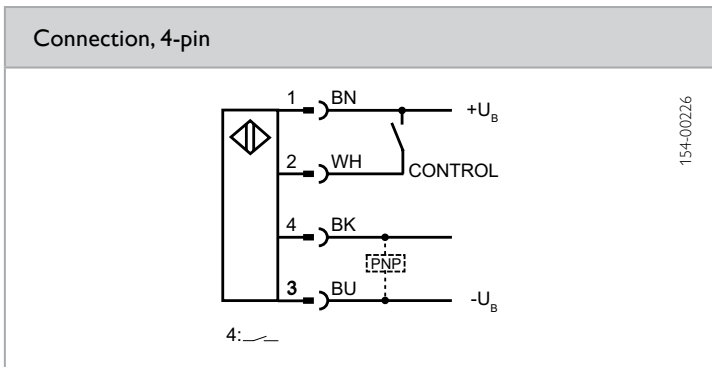 Connection, 4-pin
1 BN +U_B
2 WH CONTROL
4 BK
PNP
3 BU -U_B
4:
154-00226